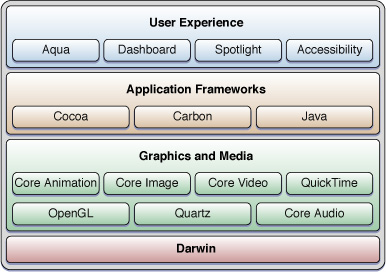 User Experience
Aqua Dashboard Spotlight Accessibility
Application Frameworks
Cocoa Carbon Java
Graphics and Media
Core Animation Core Image Core Video QuickTime
OpenGL Quartz Core Audio
Darwin